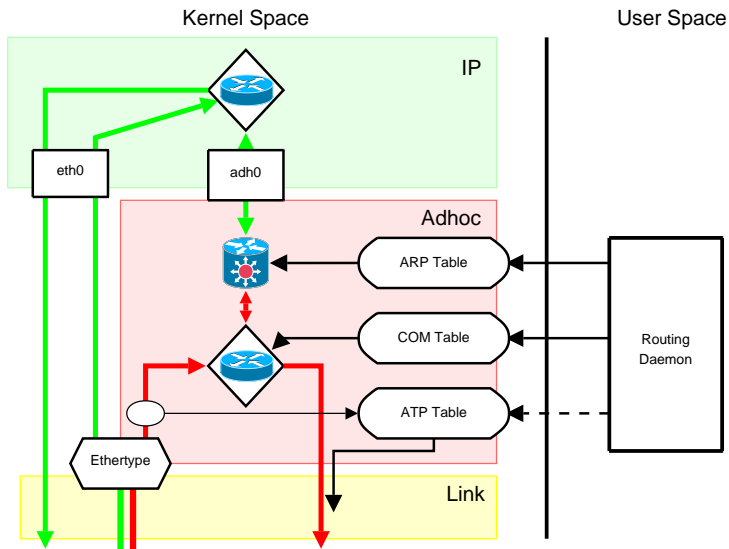 Kernel Space
User Space
IP
eth0
adh0
Adhoc
ARP Table
COM Table
Routing
Daemon
ATP Table
Ethertype
Link